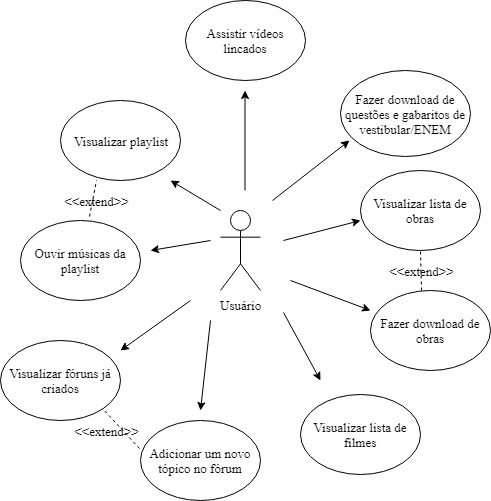 Assistir vídeos
lincados
Fazer download de
questões e gabaritos de
vestibular/ENEM
Visualizar playlist
<<extend>>
Visualizar lista de
obras
Ouvir músicas da
playlist
<<extend>>
Usuário
Fazer download de
obras
Visualizar fóruns já
criados
<<extend>>
Visualizar lista de
filmes
Adicionar um novo
tópico no fórum